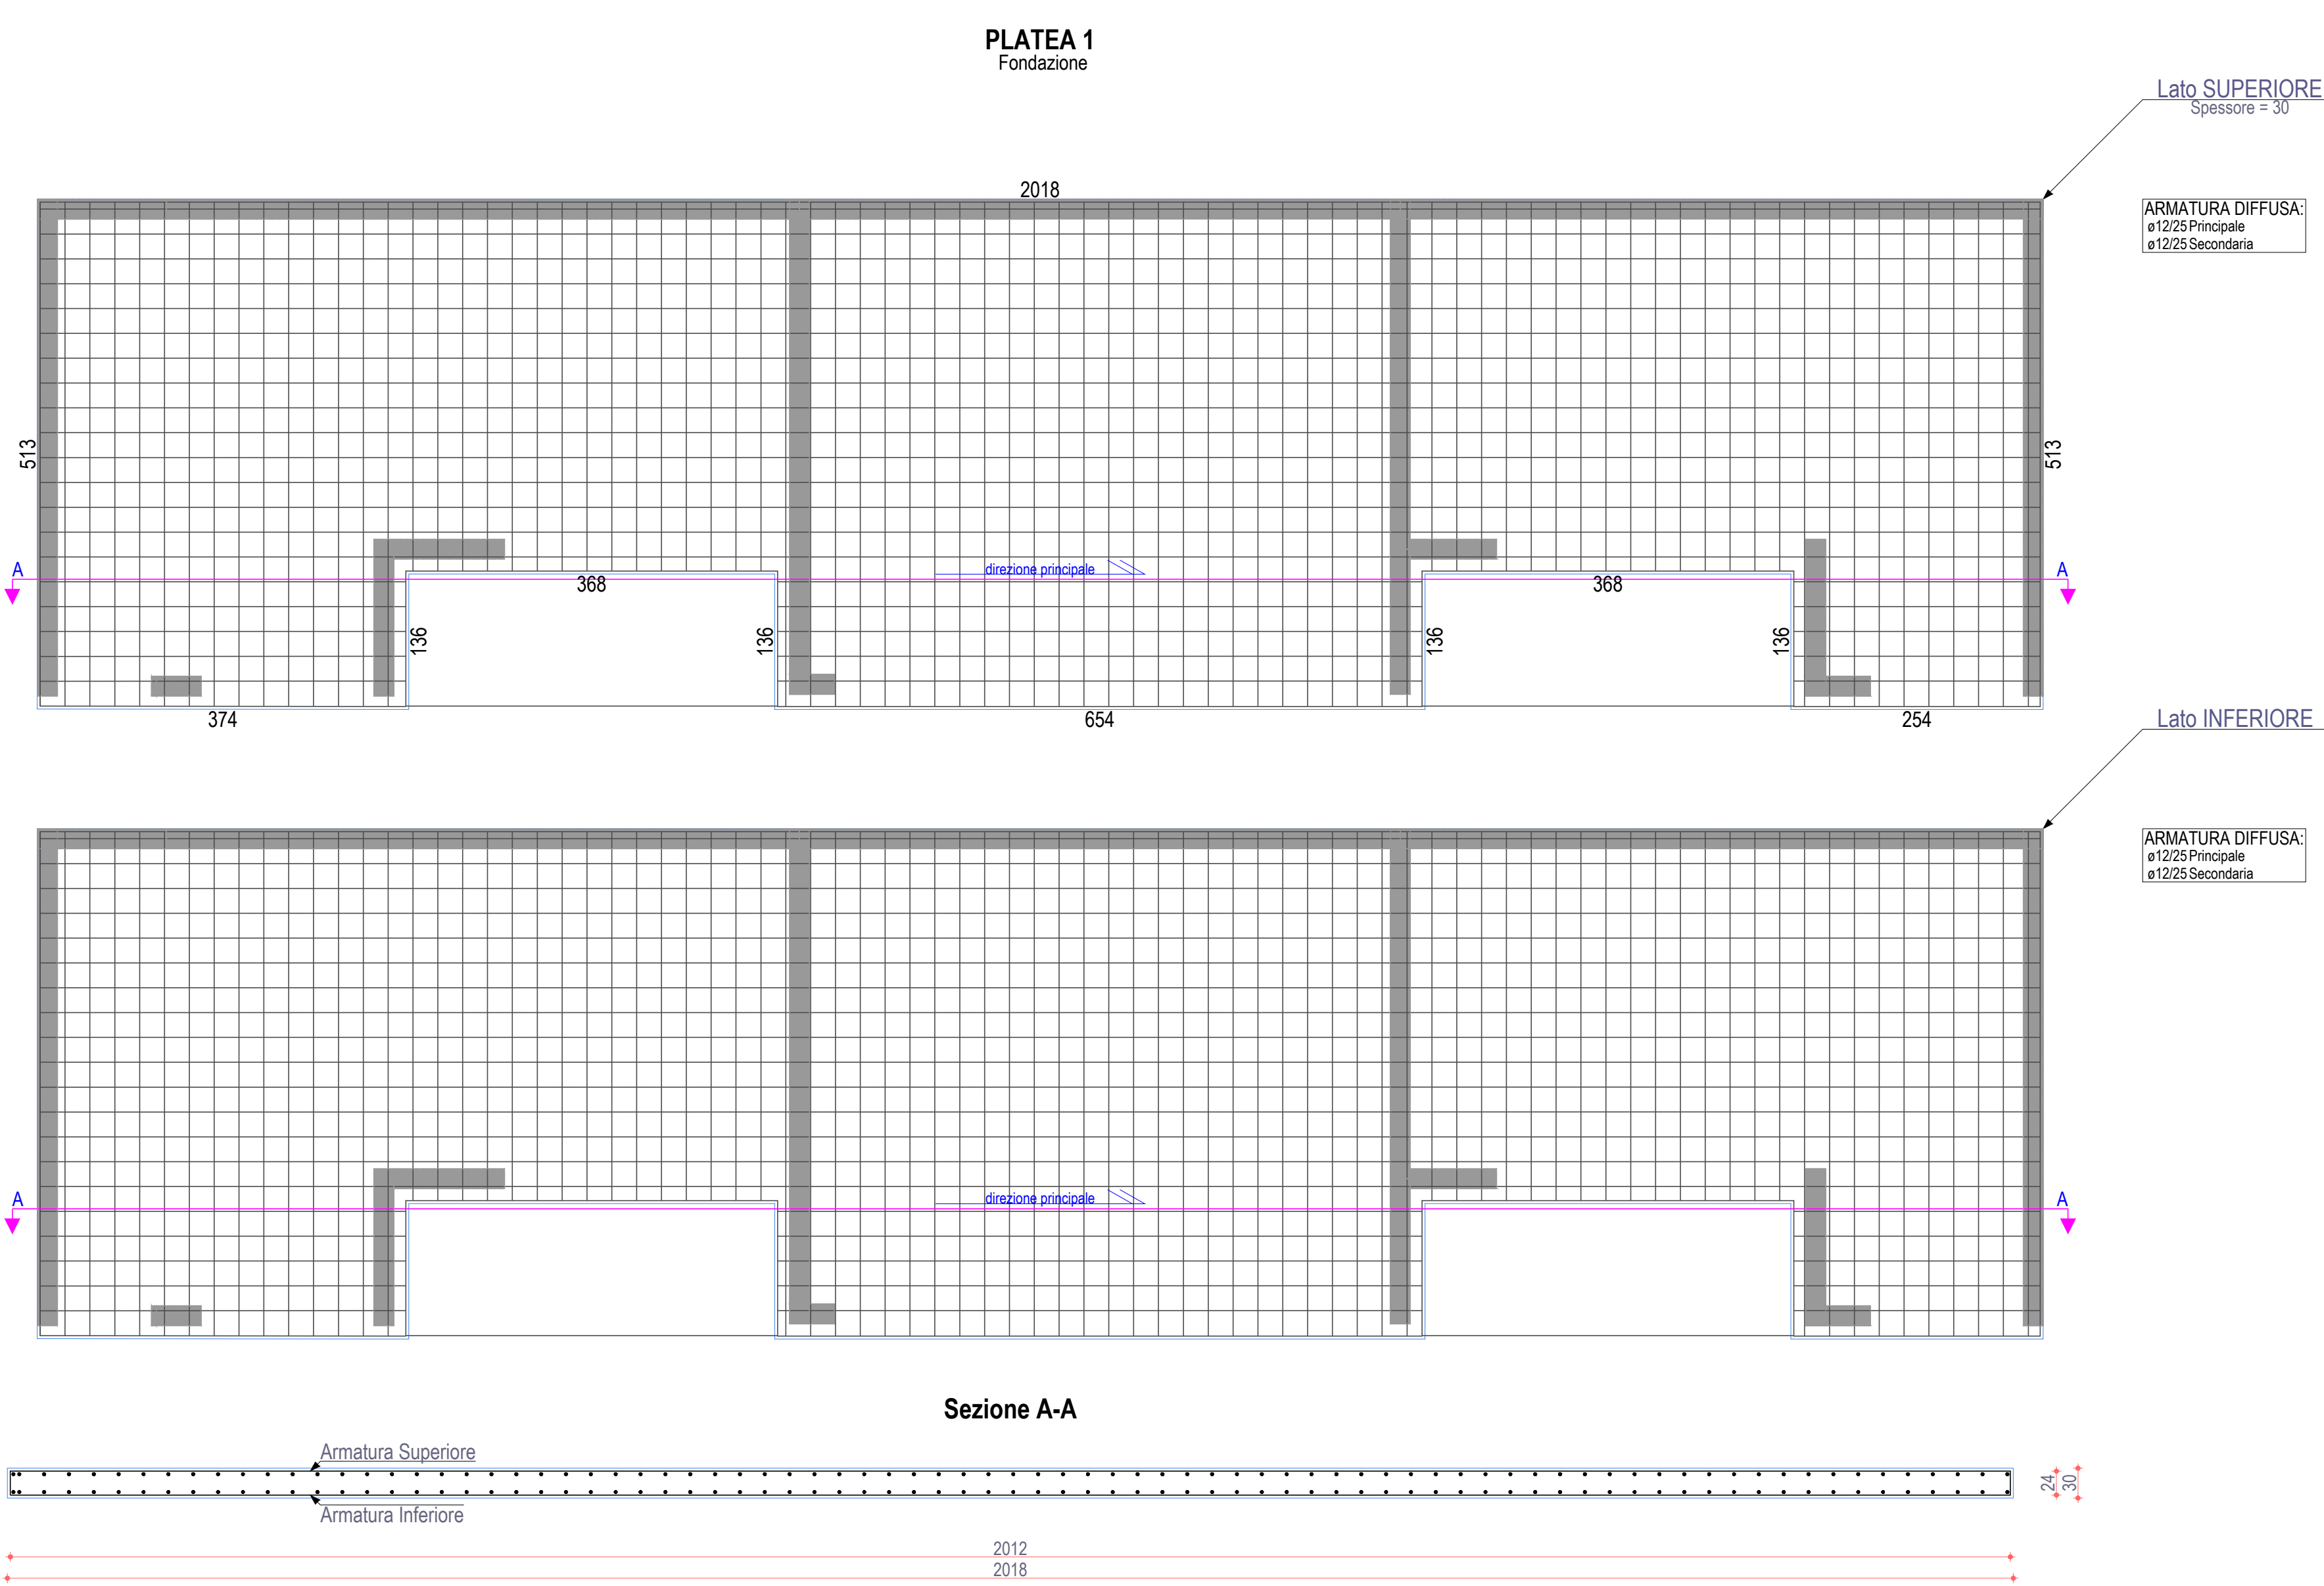 PLATEA 1
Fondazione
Lato SUPERIORE
Spessore = 30
2018
ARMATURA DIFFUSA:
ø12/25 Principale
ø12/25 Secondaria
513
513
A
direzione principale
A
368
368
136
136
136
136
374
654
254
Lato INFERIORE
ARMATURA DIFFUSA:
ø12/25 Principale
ø12/25 Secondaria
A
direzione principale
A
Sezione A-A
Armatura Superiore
24
30
Armatura Inferiore
2012
2018